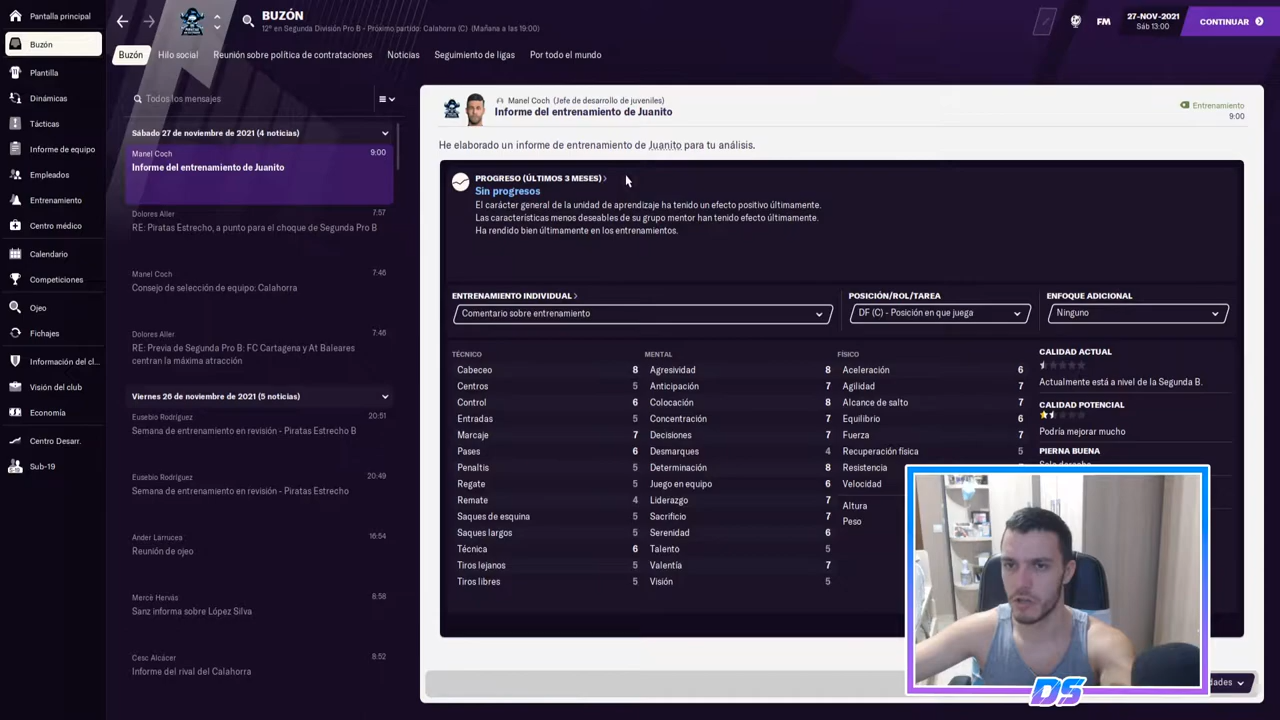 Pantalla principal
Buzón
Plantilla
Dinámicas
Tácticas
Informe de equipo
Empleados
Entrenamiento
Centro médico
Calendario
Competiciones
Ojeo
Fichajes
Información del cl...
Visión del club
Economía
Centro Desarr.
Sub-19
BUZÓN
12º en Segunda División Pro B - Próximo partido: Calahorra (C) (Mañana a las 19:00)
FM
27-NOV-2021
Sáb 13:00
CONTINUAR
Buzón Hilo social Reunión sobre política de contrataciones Noticias Seguimiento de ligas Por todo el mundo
Todos los mensajes
Sábado 27 de noviembre de 2021 (4 noticias)
Manel Coch 9:00
Informe del entrenamiento de Juanito
Dolores Aller 7:57
RE: Piratas Estrecho, a punto para el choque de Segunda Pro B
Manel Coch 7:46
Consejo de selección de equipo: Calahorra
Dolores Aller 7:46
RE: Previa de Segunda Pro B: FC Cartagena y At Baleares
centran la máxima atracción
Viernes 26 de noviembre de 2021 (5 noticias)
Eusebio Rodríguez 20:51
Semana de entrenamiento en revisión - Piratas Estrecho B
Eusebio Rodríguez 20:49
Semana de entrenamiento en revisión - Piratas Estrecho
Ander Larrucea 16:54
Reunión de ojeo
Mercè Hervás 8:58
Sanz informa sobre López Silva
Cesc Alcácer 8:52
Informe del rival del Calahorra
Manel Coch (Jefe de desarrollo de juveniles)
Informe del entrenamiento de Juanito
Entrenamiento
9:00
He elaborado un informe de entrenamiento de Juanito para tu análisis.
PROGRESO (ÚLTIMOS 3 MESES)
Sin progresos
El carácter general de la unidad de aprendizaje ha tenido un efecto positivo últimamente.
Las características menos deseables de su grupo mentor han tenido efecto últimamente.
Ha rendido bien últimamente en los entrenamientos.
ENTRENAMIENTO INDIVIDUAL POSICIÓN/ROL/TAREA ENFOQUE ADICIONAL
Comentario sobre entrenamiento DF (C) - Posición en que juega Ninguno
TÉCNICO
Cabeceo 8
Centros 5
Control 6
Entradas 5
Marcaje 7
Pases 6
Penaltis 5
Regate 5
Remate 4
Saques de esquina 5
Saques largos 5
Técnica 6
Tiros lejanos 5
Tiros libres 5
MENTAL
Agresividad 8
Anticipación 7
Colocación 8
Concentración 7
Decisiones 7
Desmarques 4
Determinación 8
Juego en equipo 6
Liderazgo 7
Sacrificio 7
Serenidad 6
Talento 5
Valentía 7
Visión 5
FÍSICO
Aceleración 6
Agilidad 7
Alcance de salto 7
Equilibrio 6
Fuerza 7
Recuperación física 5
Resistencia
Velocidad
Altura
Peso
CALIDAD ACTUAL
Actualmente está a nivel de la Segunda B.
CALIDAD POTENCIAL
Podría mejorar mucho
PIERNA BUENA
Solo derecho
DS